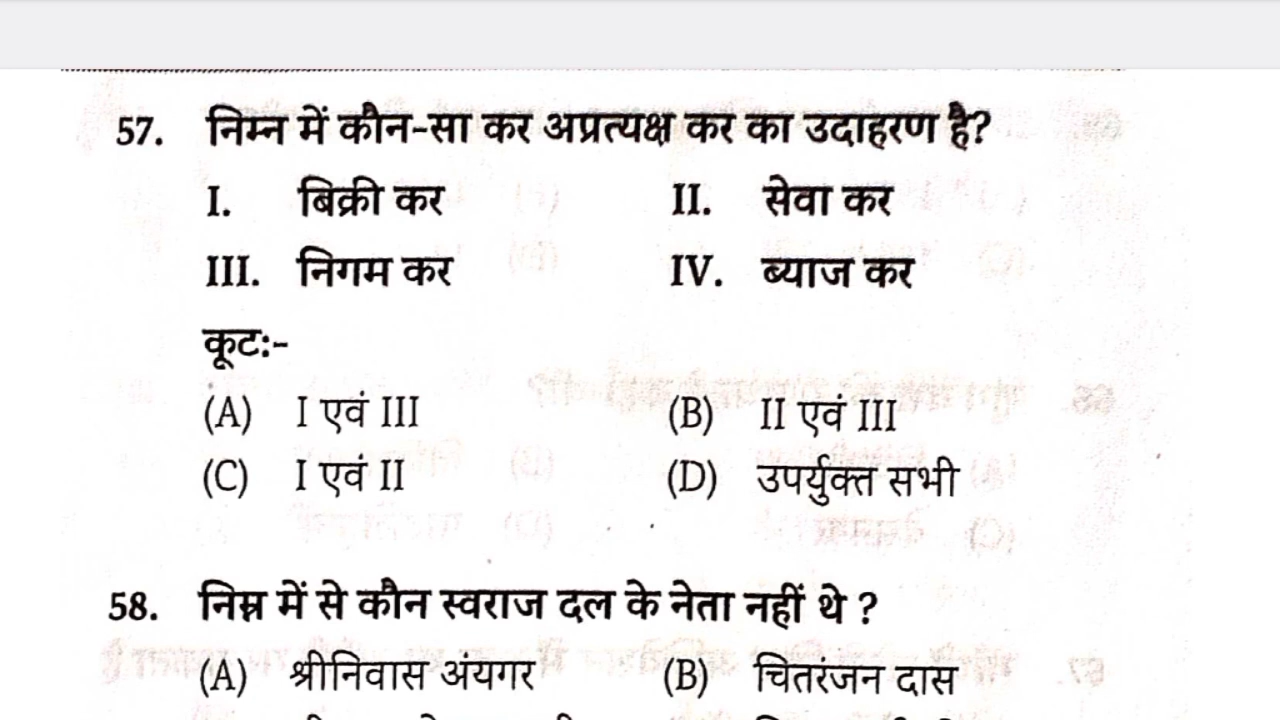 57. निम्न में कौन-सा कर अप्रत्यक्ष कर का उदाहरण है?
I. बिक्री कर II. सेवा कर
III. निगम कर IV. ब्याज कर
कूट:-
(A) I एवं III (B) II एवं III
(C) I एवं II (D) उपर्युक्त सभी
58. निम्न में से कौन स्वराज दल के नेता नहीं थे ?
(A) श्रीनिवास अंयगर (B) चितरंजन दास